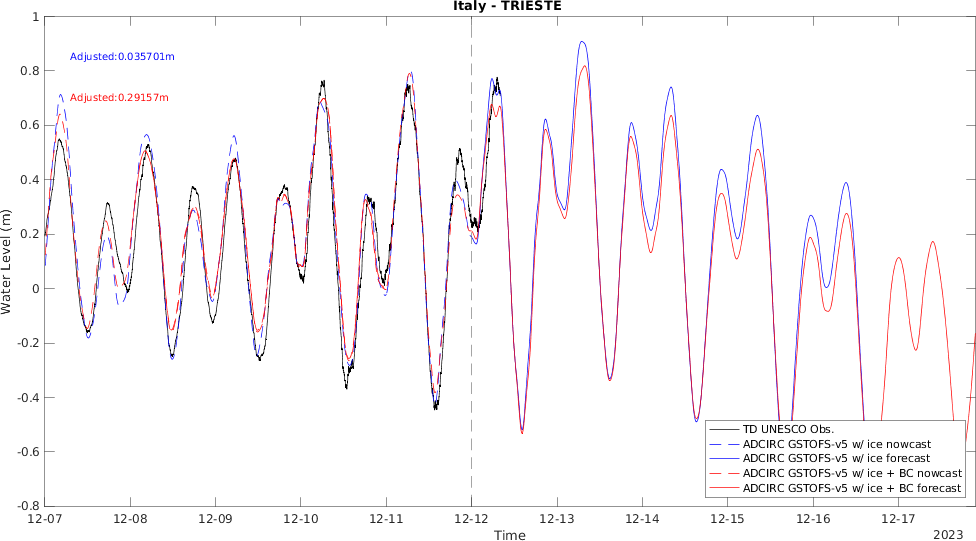 Italy - TRIESTE
Adjusted:0.035701m
Adjusted:0.29157m
Water Level (m)
1
0.8
0.6
0.4
0.2
0
-0.2
-0.4
-0.6
-0.8
TD UNESCO Obs.
ADCIRC GSTOFS-v5 w/ ice nowcast
ADCIRC GSTOFS-v5 w/ ice forecast
ADCIRC GSTOFS-v5 w/ ice + BC nowcast
ADCIRC GSTOFS-v5 w/ ice + BC forecast
12-07 12-08 12-09 12-10 12-11 12-12 12-13 12-14 12-15 12-16 12-17
Time
2023